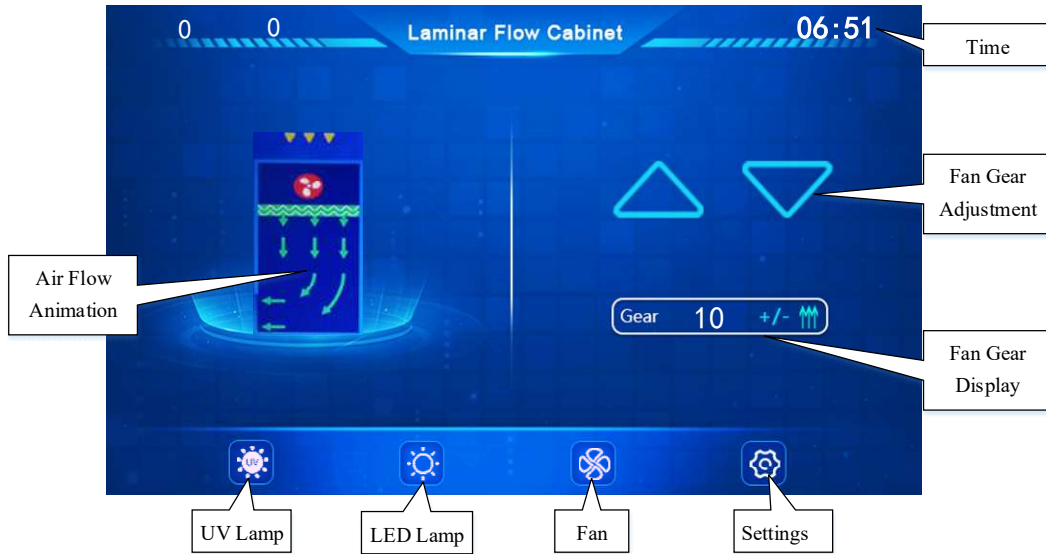 0 0 Laminar Flow Cabinet 06:51
Time
Fan Gear
Adjustment
Air Flow
Animation
Gear 10 +/-
Fan Gear
Display
UV
UV Lamp LED Lamp Fan Settings